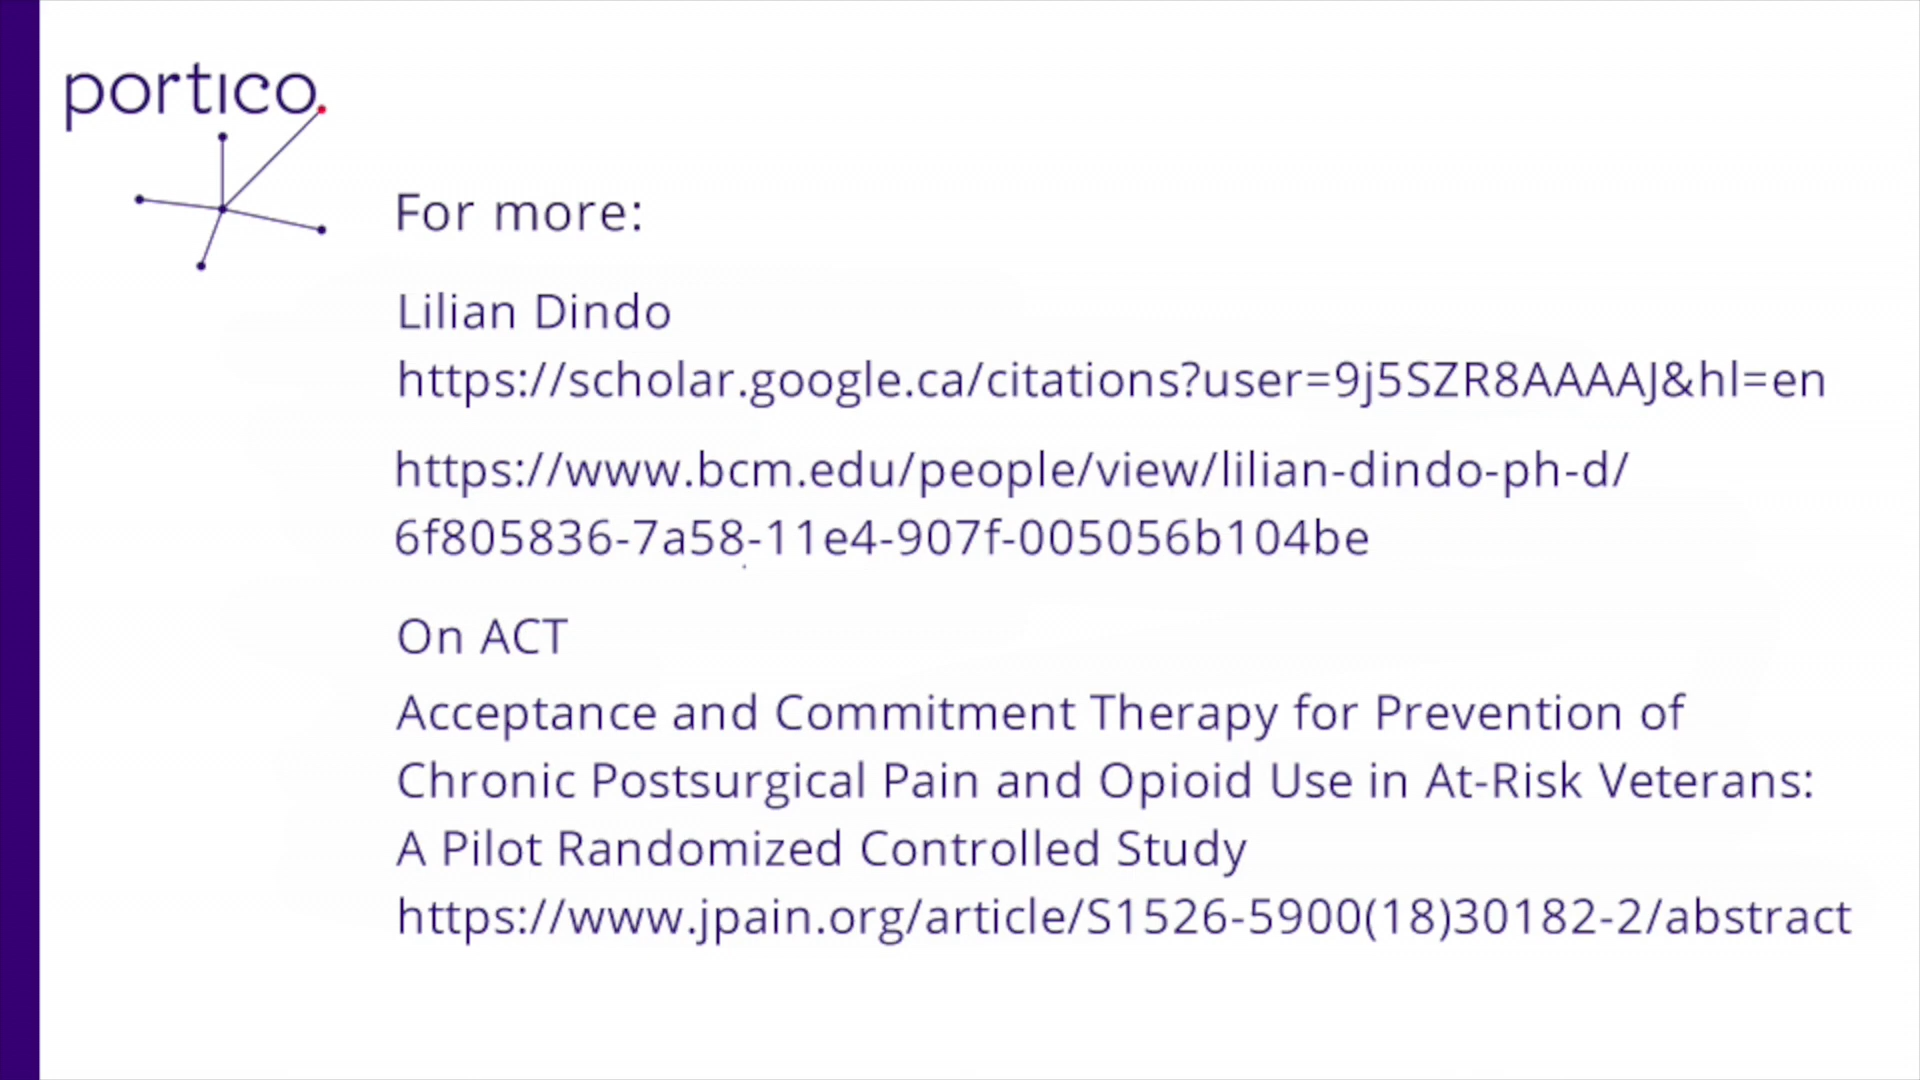 portico.
For more:
Lilian Dindo
https://scholar.google.ca/citations?user=9j5SZR8AAAAJ&hl=en
https://www.bcm.edu/people/view/lilian-dindo-ph-d/
6f805836-7a58-11e4-907f-005056b104be
On ACT
Acceptance and Commitment Therapy for Prevention of
Chronic Postsurgical Pain and Opioid Use in At-Risk Veterans:
A Pilot Randomized Controlled Study
https://www.jpain.org/article/S1526-5900(18)30182-2/abstract